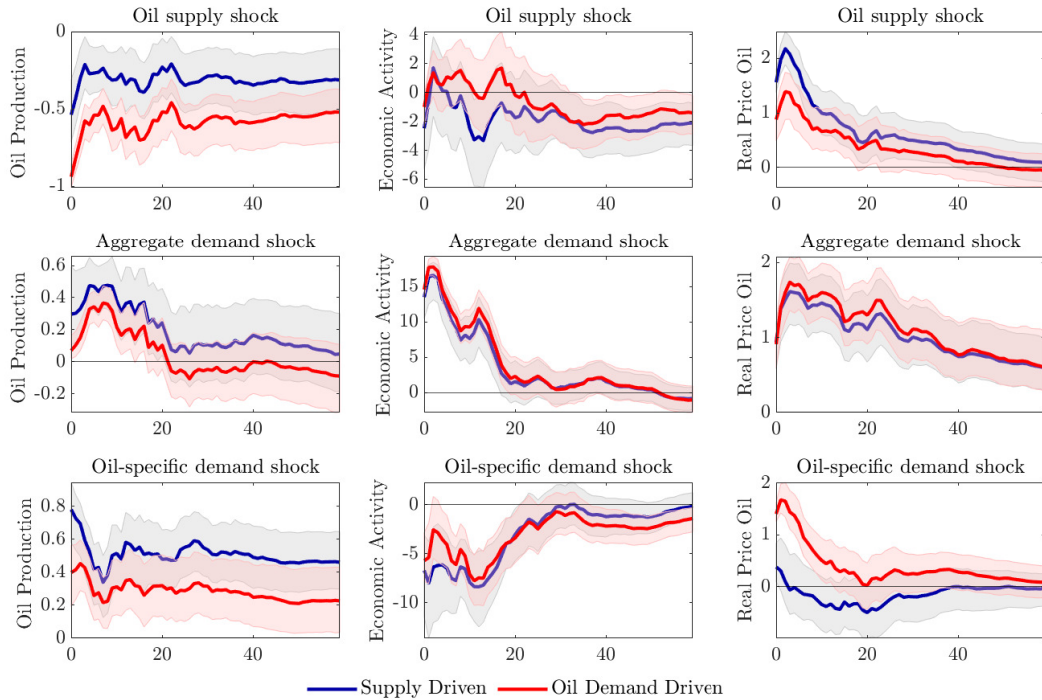 Oil supply shock
Oil Production
0
-0.5
-1
0 20 40
Oil supply shock
Economic Activity
4
2
0
-2
-4
-6
0 20 40
Oil supply shock
Real Price Oil
2
1
0
0 20 40
Aggregate demand shock
Oil Production
0.6
0.4
0.2
0
-0.2
0 20 40
Aggregate demand shock
Economic Activity
15
10
5
0
0 20 40
Aggregate demand shock
Real Price Oil
2
1
0
0 20 40
Oil-specific demand shock
Oil Production
0.8
0.6
0.4
0.2
0
0 20 40
Oil-specific demand shock
Economic Activity
0
-5
-10
0 20 40
Oil-specific demand shock
Real Price Oil
2
1
0
0 20 40
Supply Driven Oil Demand Driven